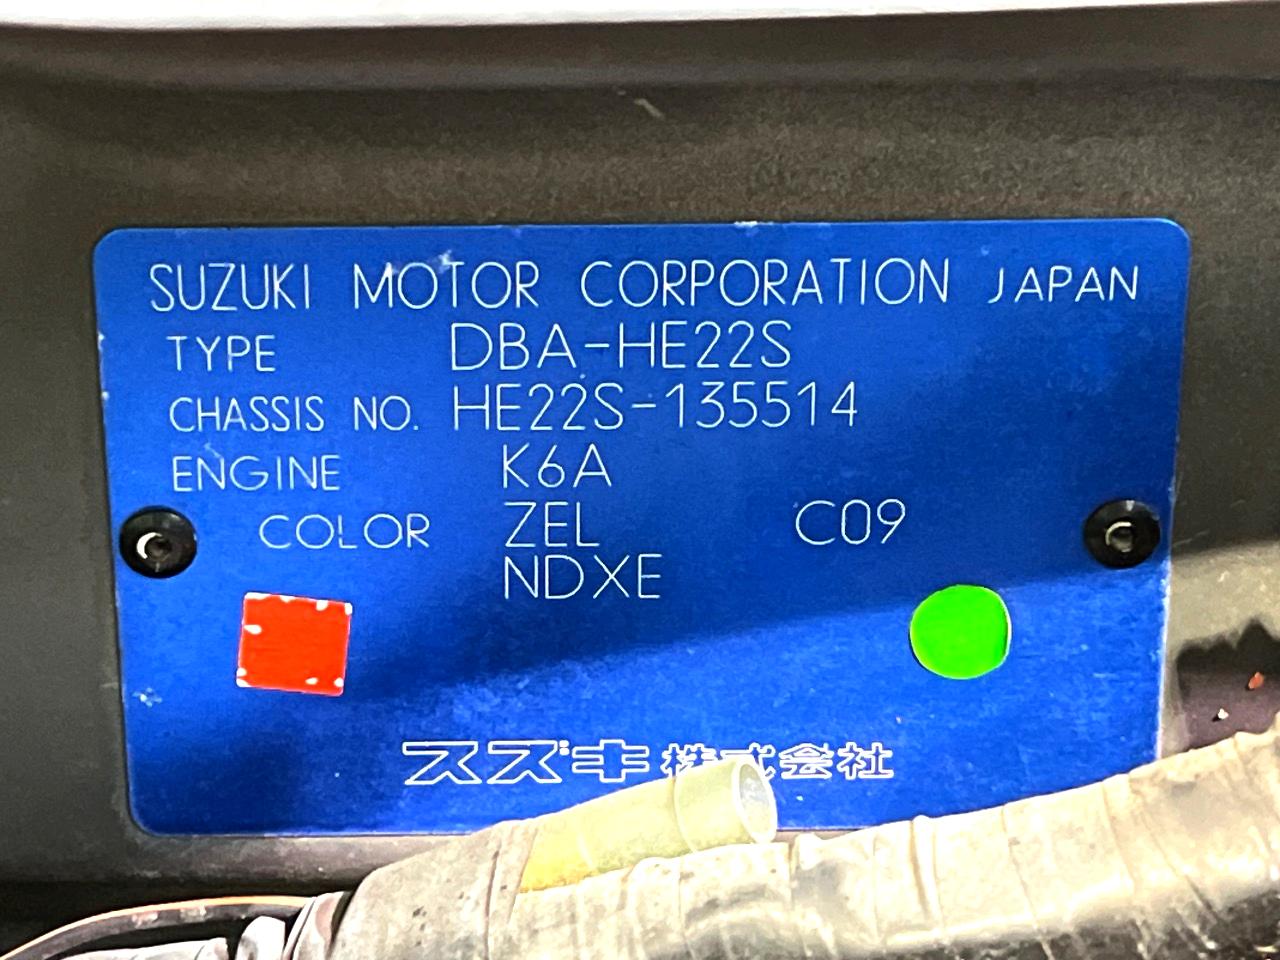 SUZUKI MOTOR CORPORATION JAPAN
TYPE DBA-HE22S
CHASSIS NO. HE22S-135514
ENGINE K6A
COLOR ZEL C09
NDXE
スズキ株式会社